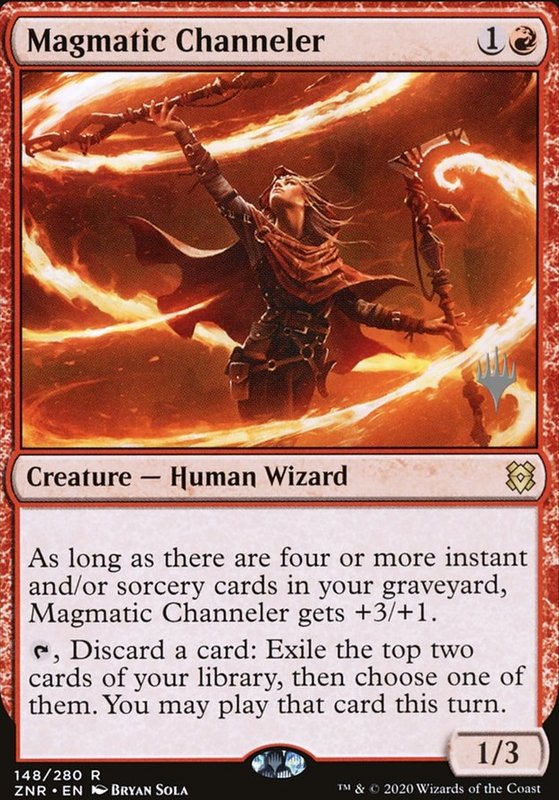 Magmatic Channeler 1
Creature — Human Wizard
As long as there are four or more instant
and/or sorcery cards in your graveyard,
Magmatic Channeler gets +3/+1.
, Discard a card: Exile the top two
cards of your library, then choose one of
them. You may play that card this turn.
1/3
148/280 R
ZNR • EN Bryan Sola
™ & © 2020 Wizards of the Coast